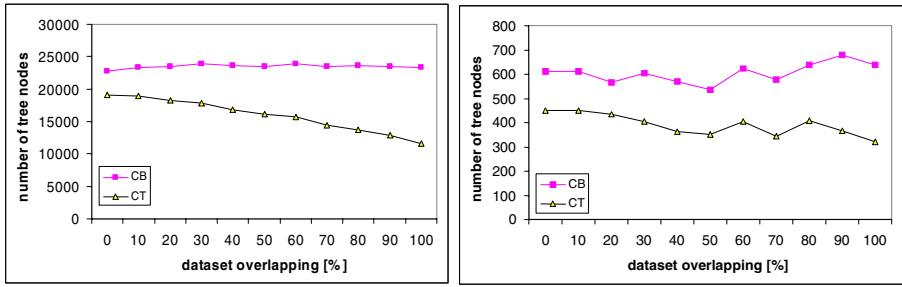 30000
25000
20000
15000
10000
5000
0
number of tree nodes
CB
CT
0 10 20 30 40 50 60 70 80 90 100
dataset overlapping [%]
800
700
600
500
400
300
200
100
0
number of tree nodes
CB
CT
0 10 20 30 40 50 60 70 80 90 100
dataset overlapping [%]